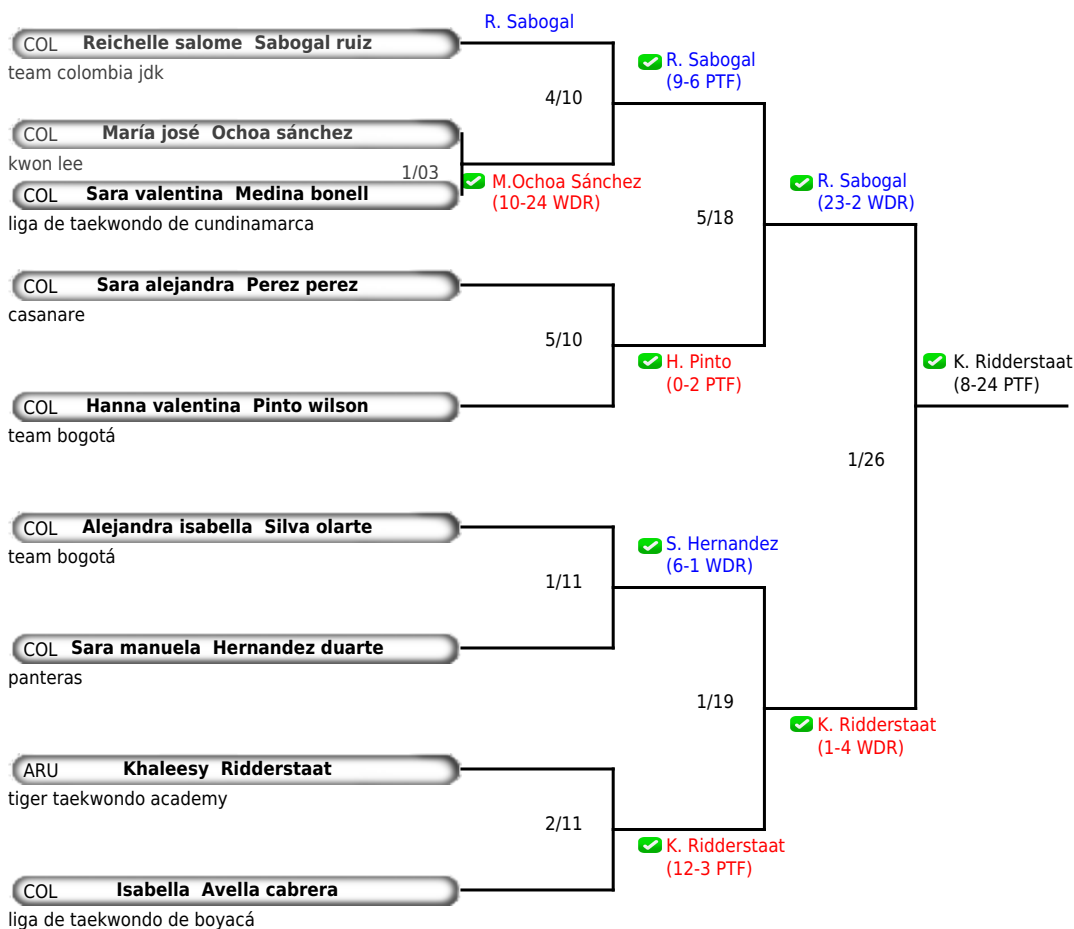 R. Sabogal
COL Reichelle salome Sabogal ruiz
team colombia jdk
R. Sabogal
(9-6 PTF)
4/10
COL María josé Ochoa sánchez
kwon lee
1/03
M.Ochoa Sánchez
(10-24 WDR)
COL Sara valentina Medina bonell
liga de taekwondo de cundinamarca
R. Sabogal
(23-2 WDR)
5/18
COL Sara alejandra Perez perez
casanare
5/10
H. Pinto
(0-2 PTF)
K. Ridderstaat
(8-24 PTF)
COL Hanna valentina Pinto wilson
team bogotá
1/26
COL Alejandra isabella Silva olarte
team bogotá
S. Hernandez
(6-1 WDR)
1/11
COL Sara manuela Hernandez duarte
panteras
1/19
K. Ridderstaat
(1-4 WDR)
ARU Khaleesy Ridderstaat
tiger taekwondo academy
2/11
K. Ridderstaat
(12-3 PTF)
COL Isabella Avella cabrera
liga de taekwondo de boyacá